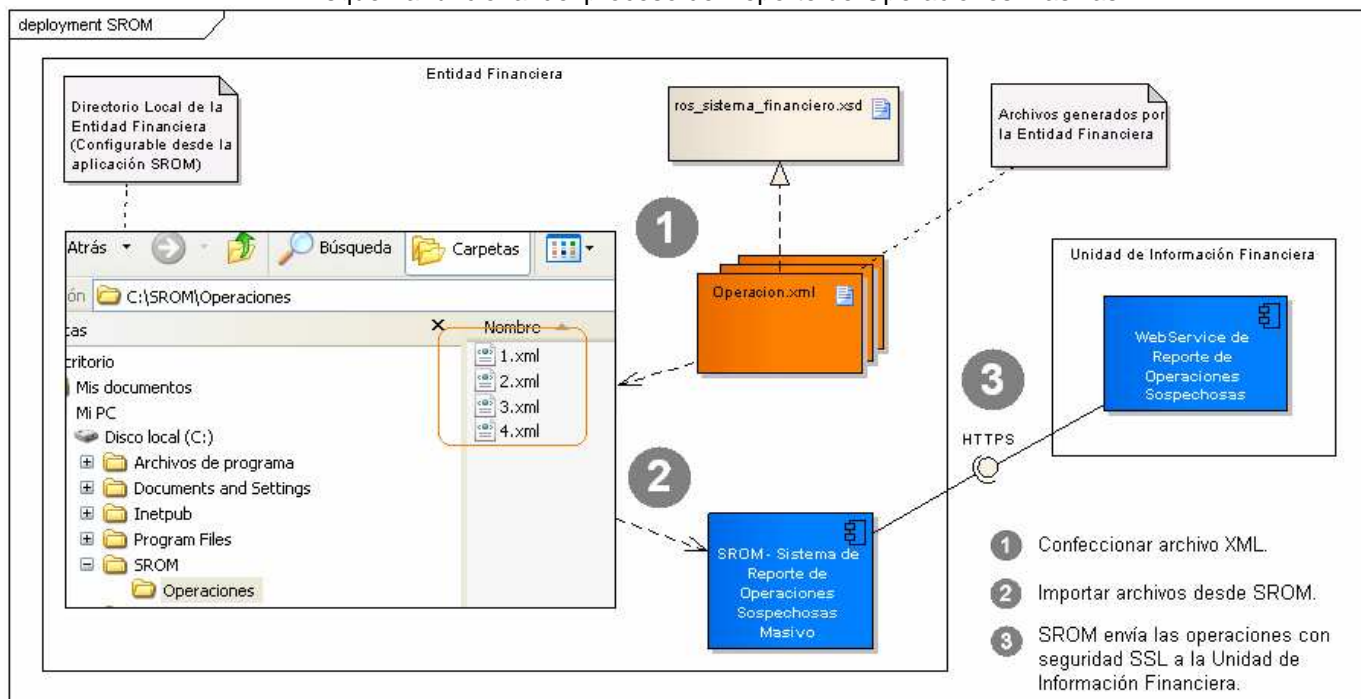 deployment SROM
Entidad Financiera
Directorio Local de la
Entidad Financiera
(Configurable desde la
aplicación SROM)
ros_sistema_financiero.xsd
Archivos generados por
la Entidad Financiera
1
Atrás
Búsqueda
Carpetas
C:\SROM\Operaciones
X
Nombre
1.xml
2.xml
3.xml
4.xml
Mis documentos
Mi PC
Disco local (C:)
Archivos de programa
Documents and Settings
Inetpub
Program Files
SROM
Operaciones
Operacion.xml
Unidad de Información Financiera
WebService de
Reporte de
Operaciones
Sospechosas
3
HTTPS
2
SROM - Sistema de
Reporte de
Operaciones
Sospechosas
Masivo
1 Confeccionar archivo XML.
2 Importar archivos desde SROM.
3 SROM envía las operaciones con
seguridad SSL a la Unidad de
Información Financiera.